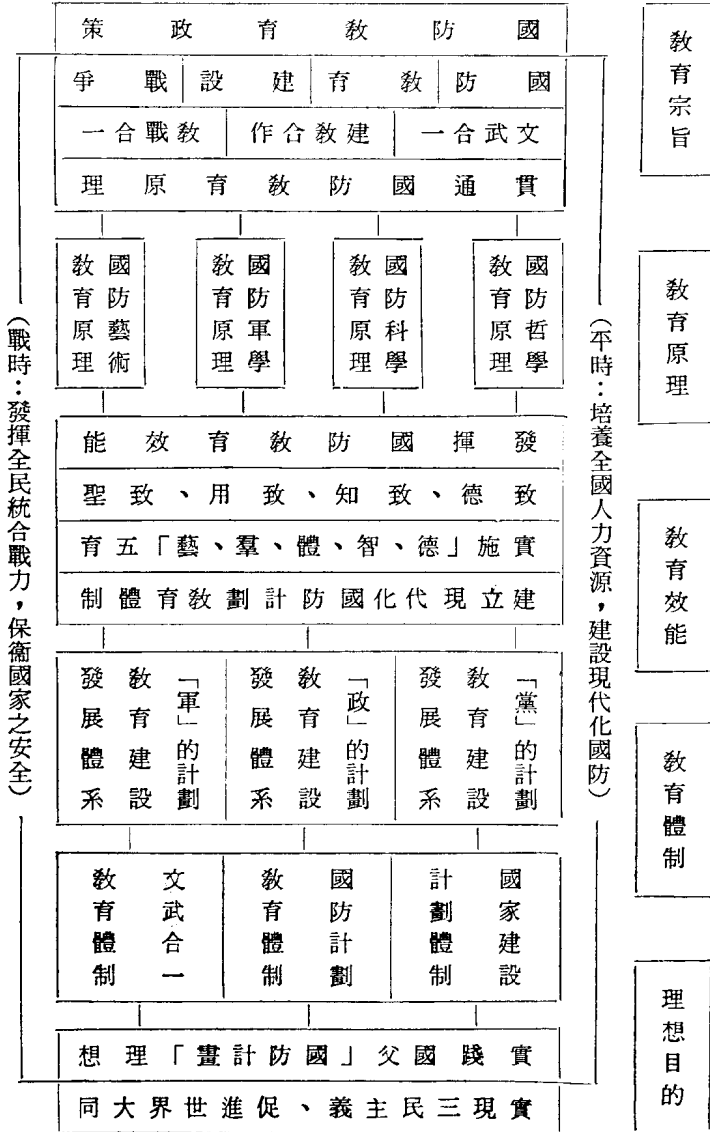 教育宗旨
國防教育政策
國防 教育 建設 戰爭
文武合一 建教合作 教戰合一
貫通國防教育原理
教育原理
國防哲學
教育原理
國防科學
教育原理
國防軍學
教育原理
國防藝術
教育原理
(平時：培養全國人力資源，建設現代化國防)
(戰時：發揮全民統合戰力，保衞國家之安全)
教育效能
發揮國防教育效能
致德、致知、致用、致聖
實施「德、智、體、羣、藝」五育
建立現代化國防計劃教育體制
教育體制
「黨」的計劃
教育建設
發展體系
「政」的計劃
教育建設
發展體系
「軍」的計劃
教育建設
發展體系
國家建設
計劃體制
國防計劃
教育體制
文武合一
教育體制
理想目的
實踐國父「國防計畫」理想
實現三民主義、促進世界大同